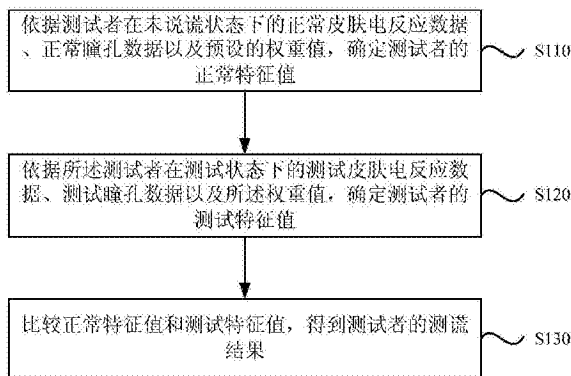 依据测试者在未说谎状态下的正常皮肤电反应数据
、正常瞳孔数据以及预设的权重值，确定测试者的
正常特征值
S110
依据所述测试者在测试状态下的测试皮肤电反应数
据、测试瞳孔数据以及所述权重值，确定测试者的
测试特征值
S120
比较正常特征值和测试特征值，得到测试者的测谎
结果
S130